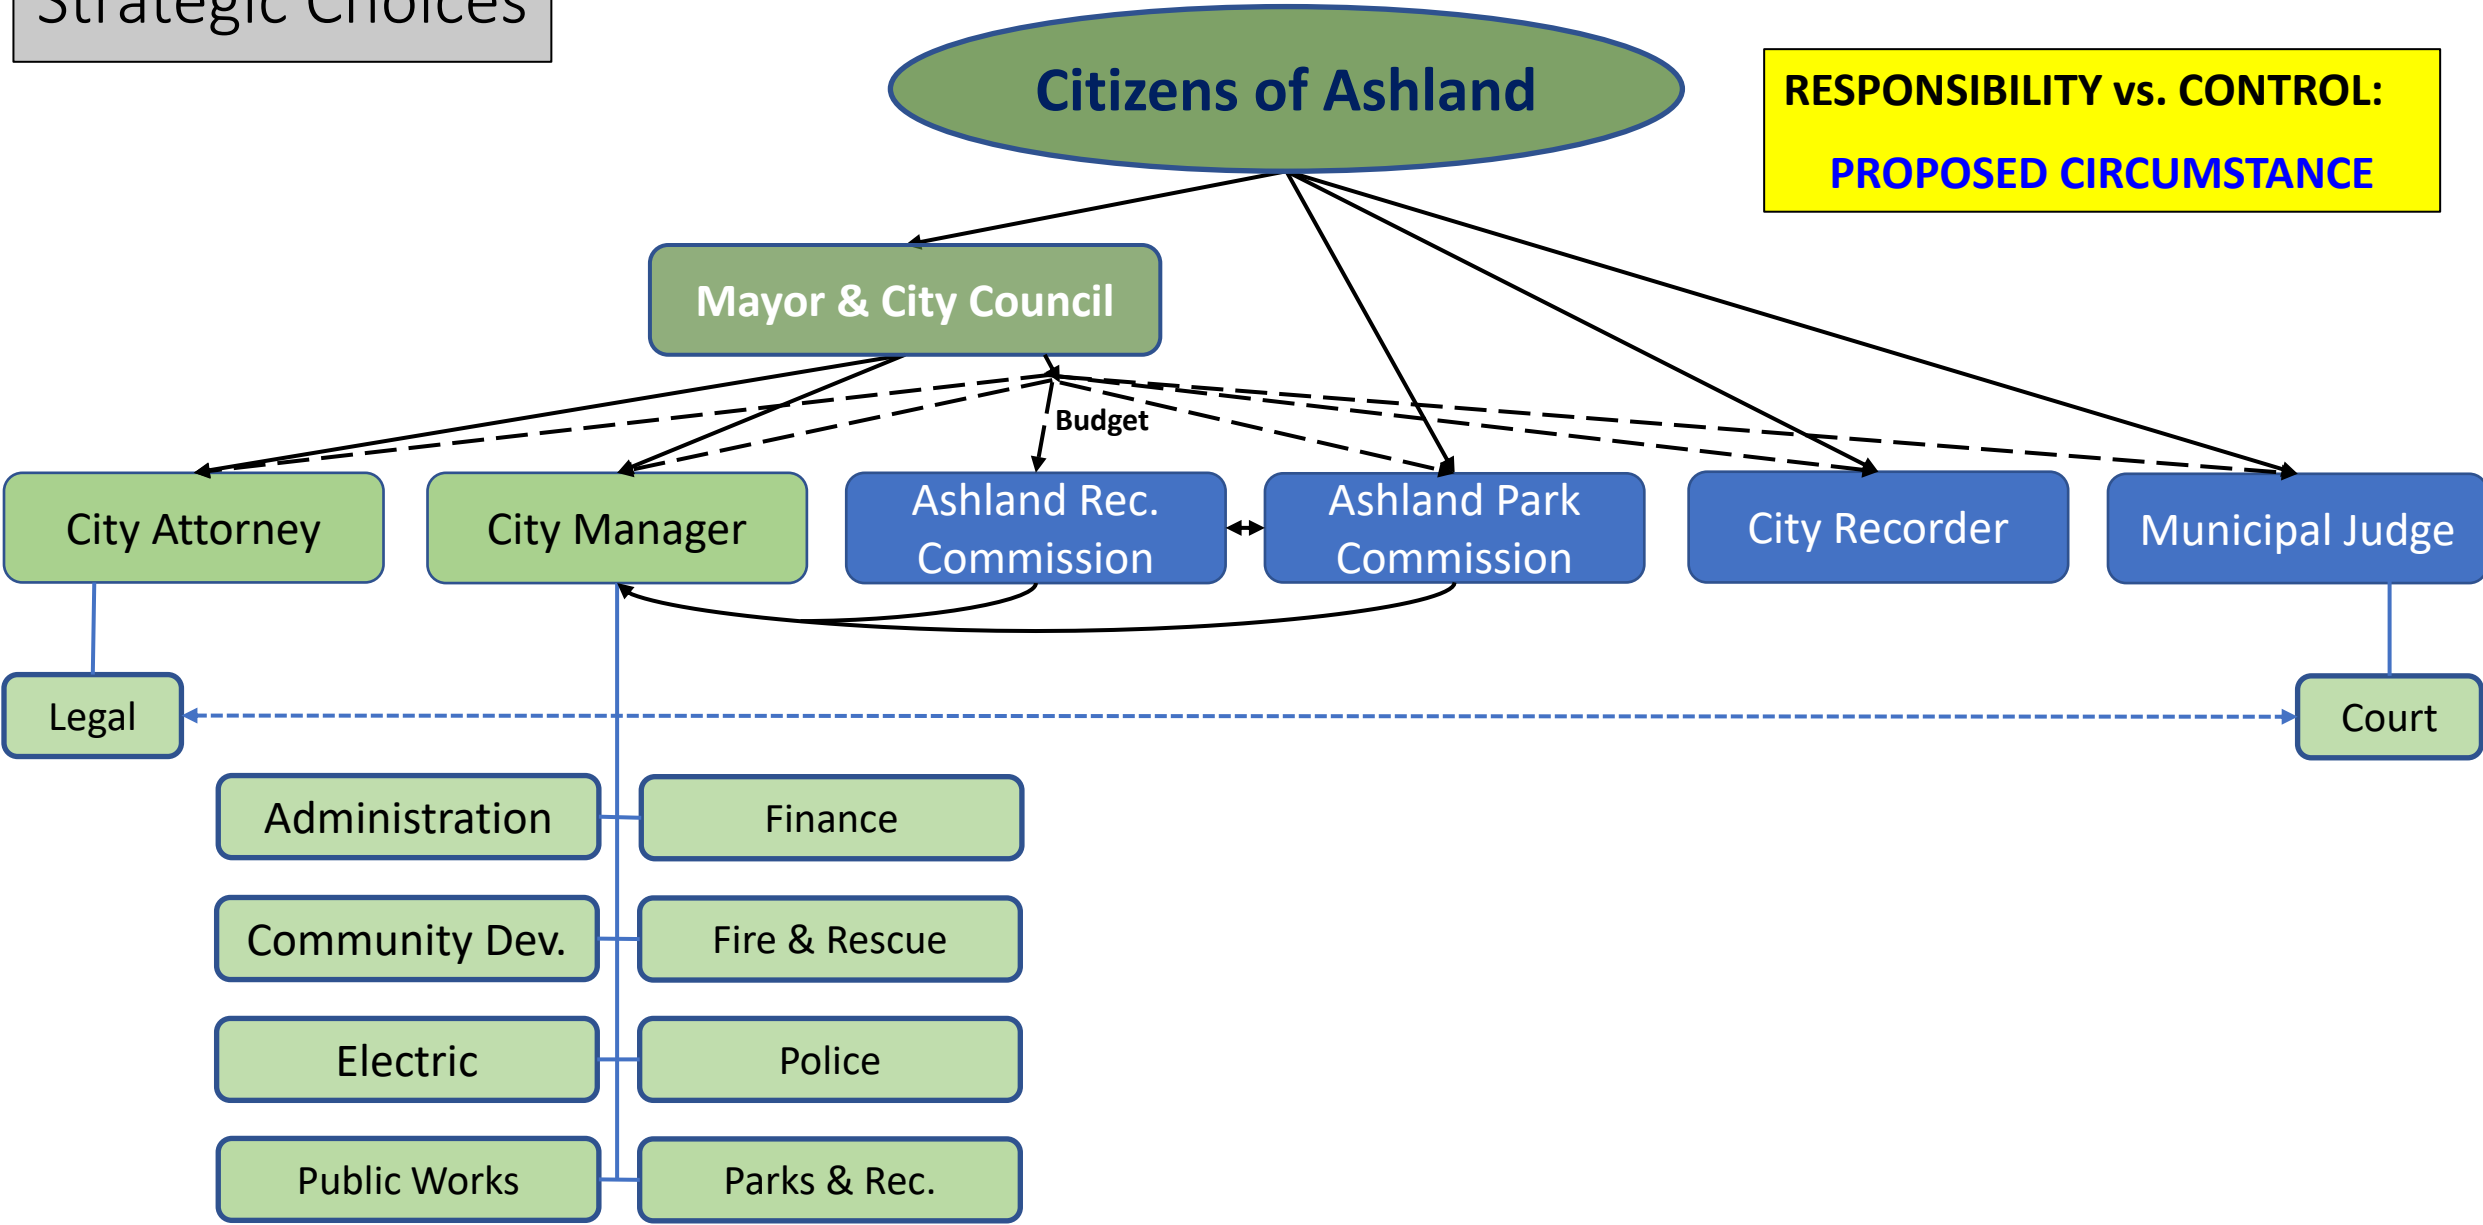 Strategic Choices
Citizens of Ashland
RESPONSIBILITY vs. CONTROL:
PROPOSED CIRCUMSTANCE
Mayor & City Council
Budget
City Attorney
City Manager
Ashland Rec.
Commission
Ashland Park
Commission
City Recorder
Municipal Judge
Legal
Court
Administration
Finance
Community Dev.
Fire & Rescue
Electric
Police
Public Works
Parks & Rec.